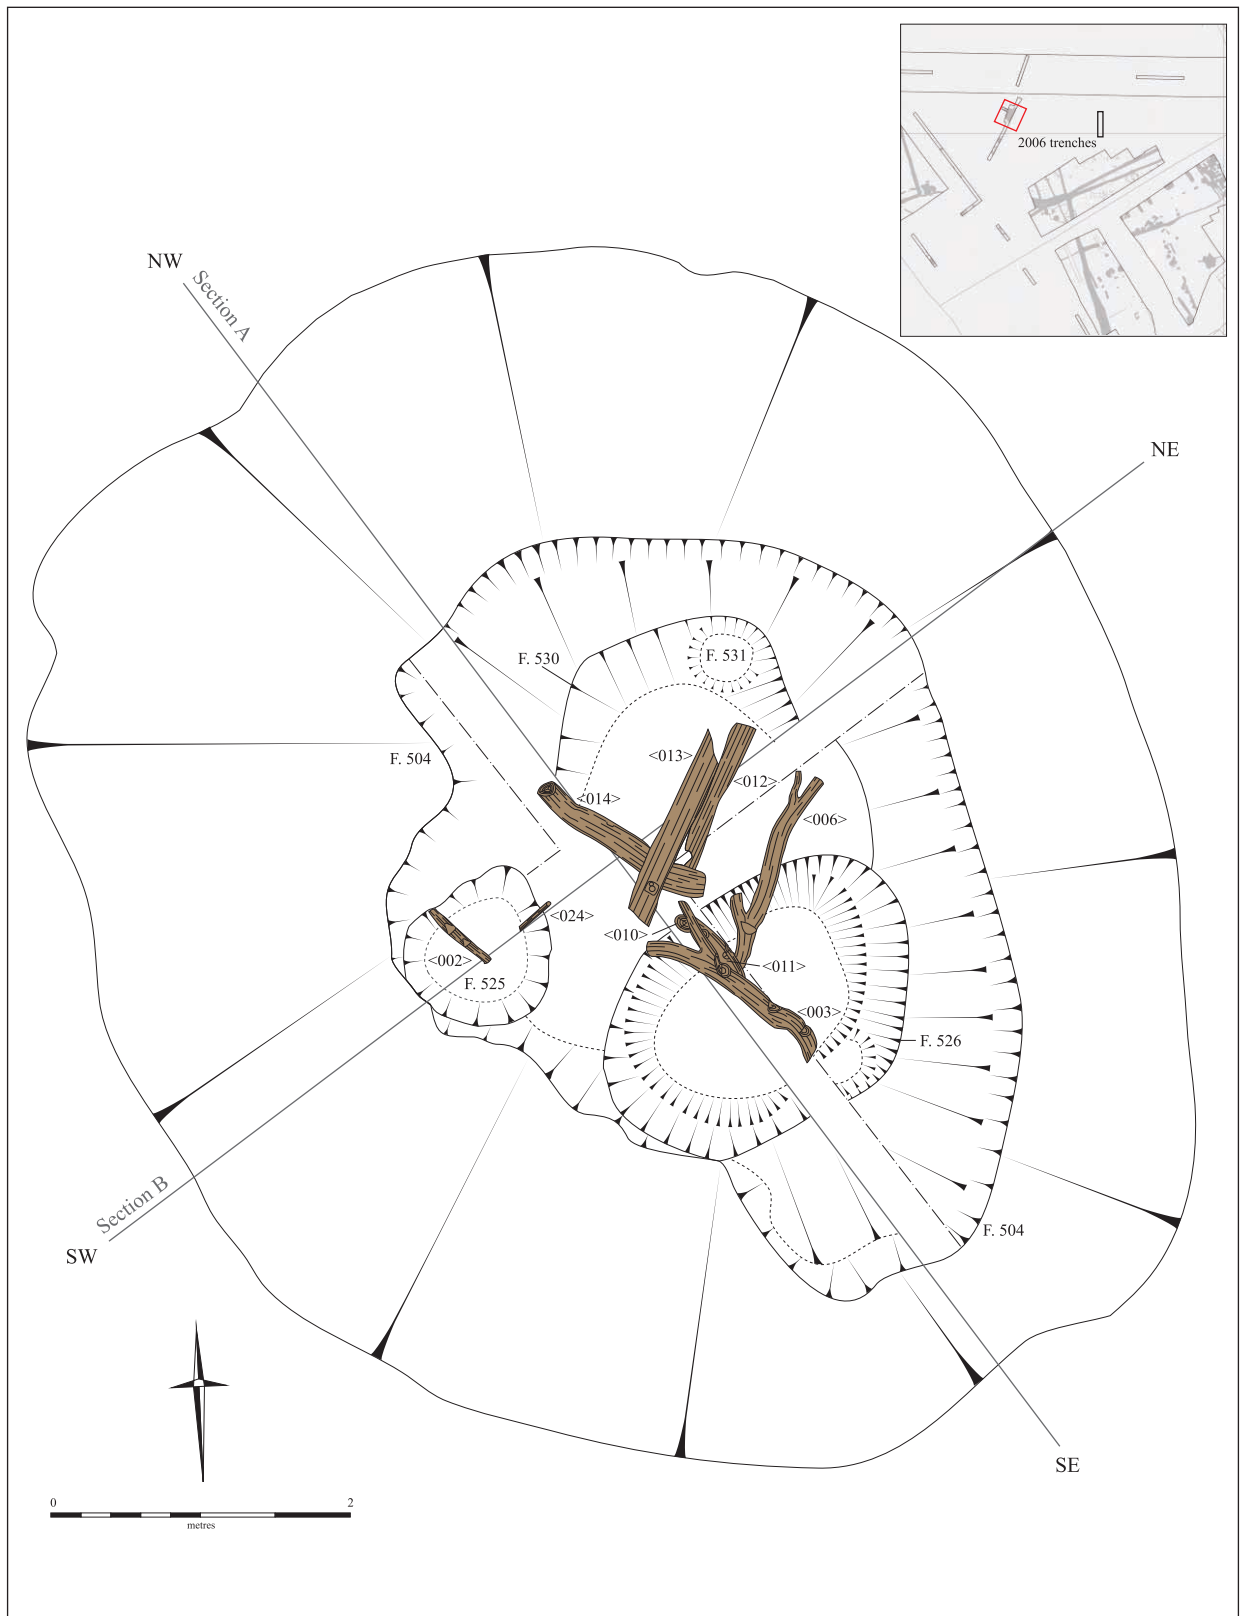 2006 trenches
NW
Section A
NE
F. 530
F. 531
<013>
F. 504
<012>
<014>
<006>
<024>
<010>
<002>
<011>
F. 525
<003>
F. 526
Section B
F. 504
SW
SE
0 2
metres